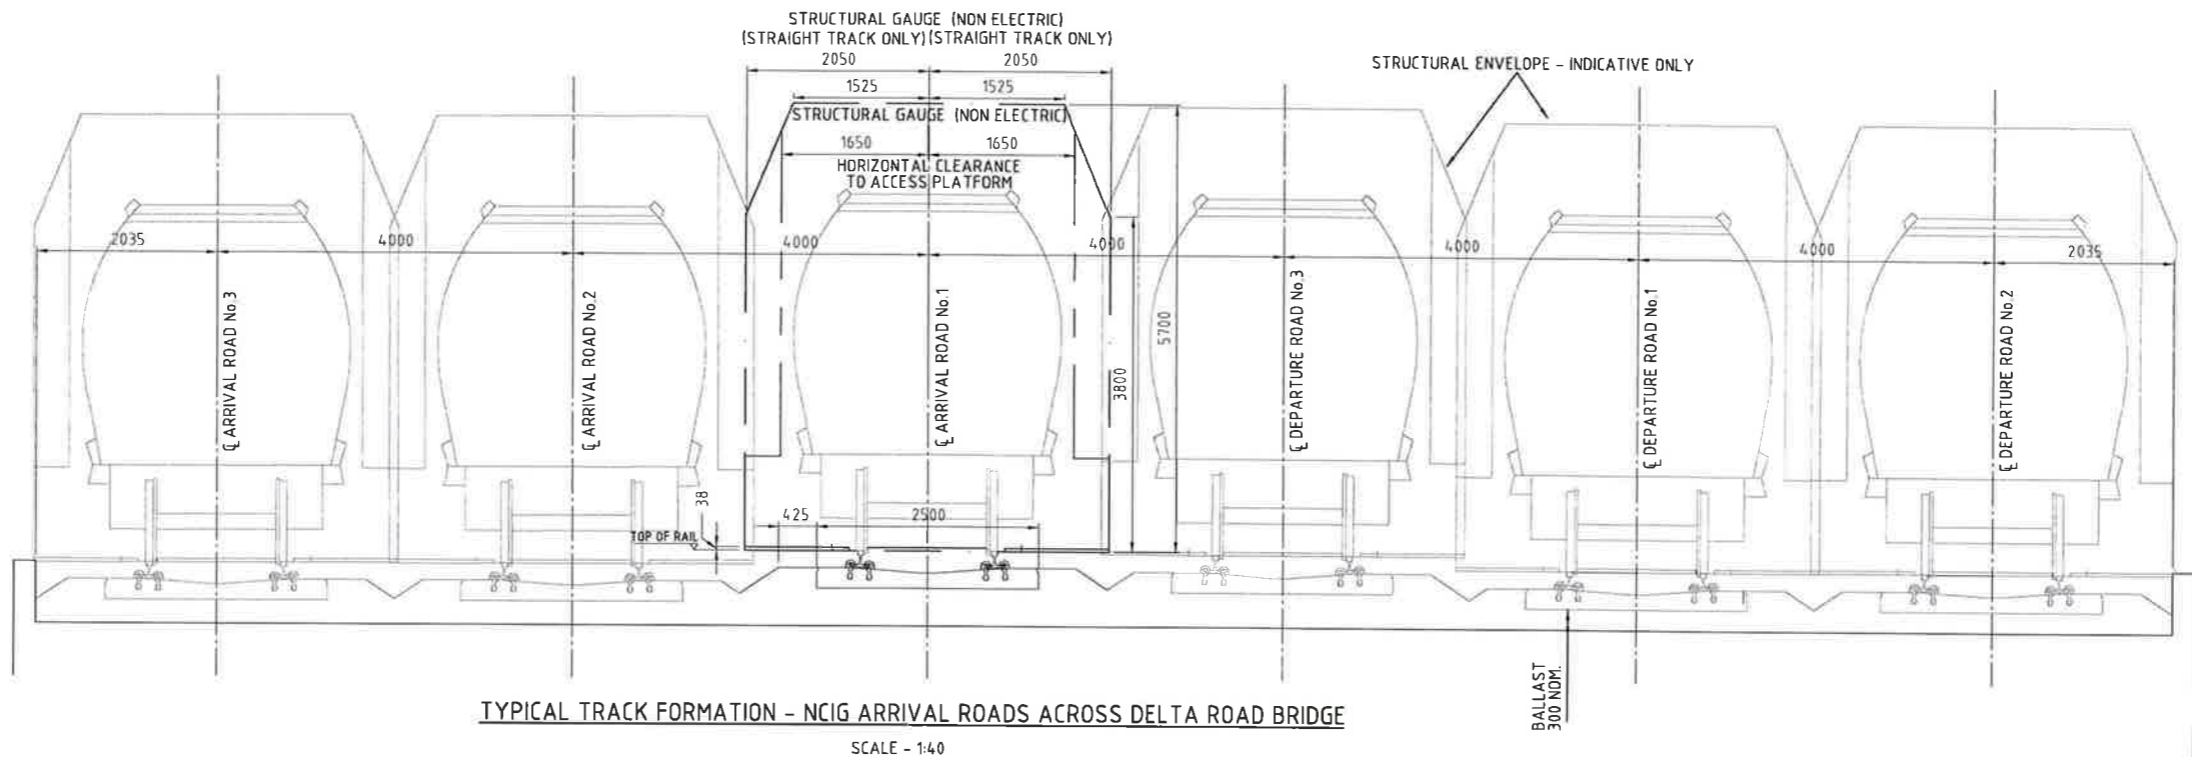 STRUCTURAL GAUGE (NON ELECTRIC)
(STRAIGHT TRACK ONLY) (STRAIGHT TRACK ONLY)
2050 2050
1525 1525
STRUCTURAL GAUGE (NON ELECTRIC)
1650 1650
HORIZONTAL CLEARANCE
TO ACCESS PLATFORM
STRUCTURAL ENVELOPE - INDICATIVE ONLY
2035 4000 4000 4000 4000 4000 2035
℄ ARRIVAL ROAD No.3
℄ ARRIVAL ROAD No.2
℄ ARRIVAL ROAD No.1
℄ DEPARTURE ROAD No.3
℄ DEPARTURE ROAD No.1
℄ DEPARTURE ROAD No.2
3800
5700
38
TOP OF RAIL
425 2500
BALLAST
300 NOM.
TYPICAL TRACK FORMATION - NCIG ARRIVAL ROADS ACROSS DELTA ROAD BRIDGE
SCALE - 1:40